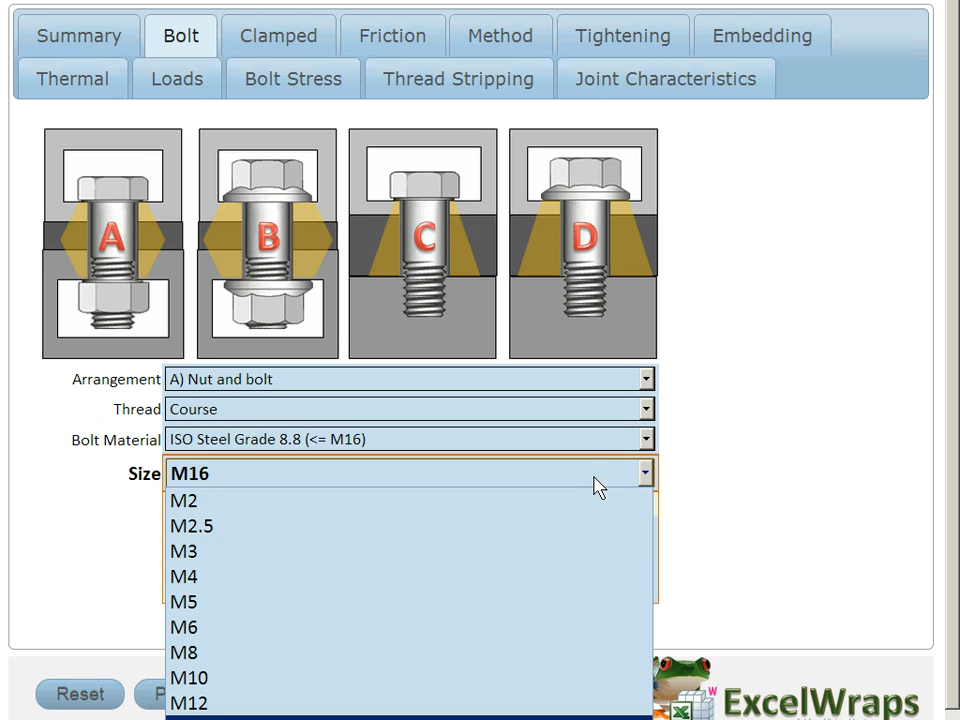 Summary Bolt Clamped Friction Method Tightening Embedding
Thermal Loads Bolt Stress Thread Stripping Joint Characteristics
A B C D
Arrangement A) Nut and bolt
Thread Course
Bolt Material ISO Steel Grade 8.8 (<= M16)
Size M16
M2
M2.5
M3
M4
M5
M6
M8
M10
M12
Reset P
W
ExcelWraps